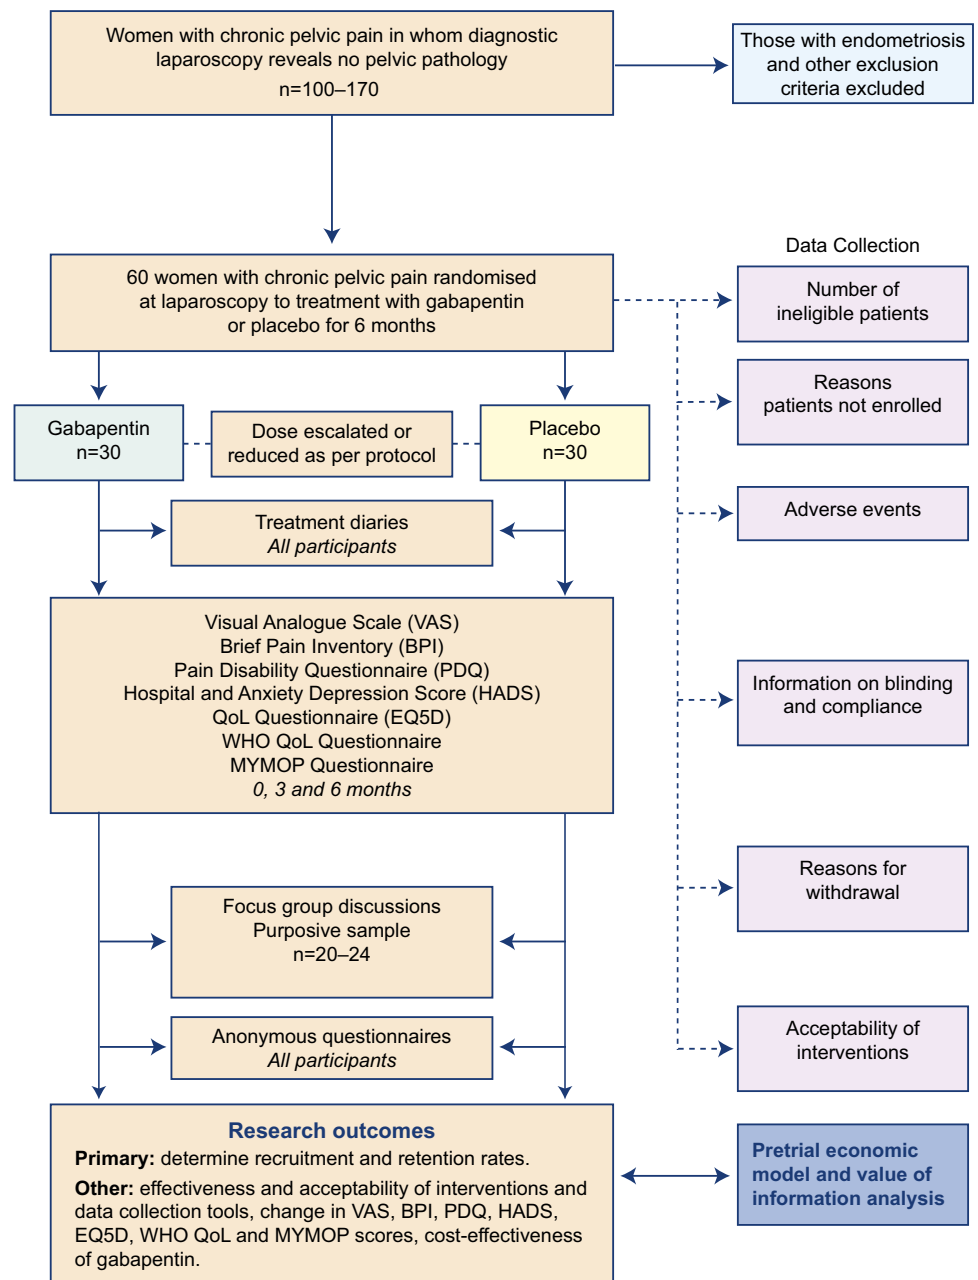 Women with chronic pelvic pain in whom diagnostic
laparoscopy reveals no pelvic pathology
n=100–170
Those with endometriosis
and other exclusion
criteria excluded
60 women with chronic pelvic pain randomised
at laparoscopy to treatment with gabapentin
or placebo for 6 months
Data Collection
Number of
ineligible patients
Reasons
patients not enrolled
Adverse events
Information on blinding
and compliance
Reasons for
withdrawal
Acceptability of
interventions
Gabapentin
n=30
Dose escalated or
reduced as per protocol
Placebo
n=30
Treatment diaries
All participants
Visual Analogue Scale (VAS)
Brief Pain Inventory (BPI)
Pain Disability Questionnaire (PDQ)
Hospital and Anxiety Depression Score (HADS)
QoL Questionnaire (EQ5D)
WHO QoL Questionnaire
MYMOP Questionnaire
0, 3 and 6 months
Focus group discussions
Purposive sample
n=20–24
Anonymous questionnaires
All participants
Research outcomes
Primary: determine recruitment and retention rates.
Other: effectiveness and acceptability of interventions and
data collection tools, change in VAS, BPI, PDQ, HADS,
EQ5D, WHO QoL and MYMOP scores, cost-effectiveness
of gabapentin.
Pretrial economic
model and value of
information analysis